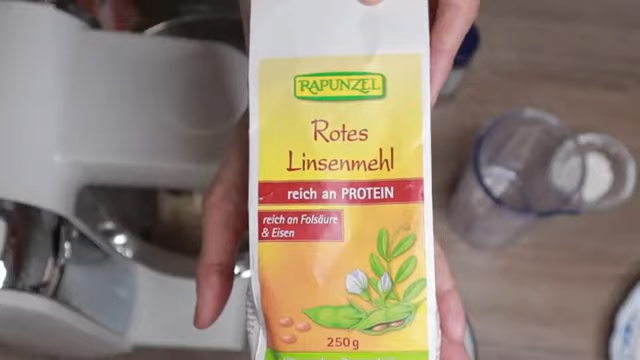 RAPUNZEL
Rotes
Linsenmehl
reich an PROTEIN
reich an Folsäure
& Eisen
250g